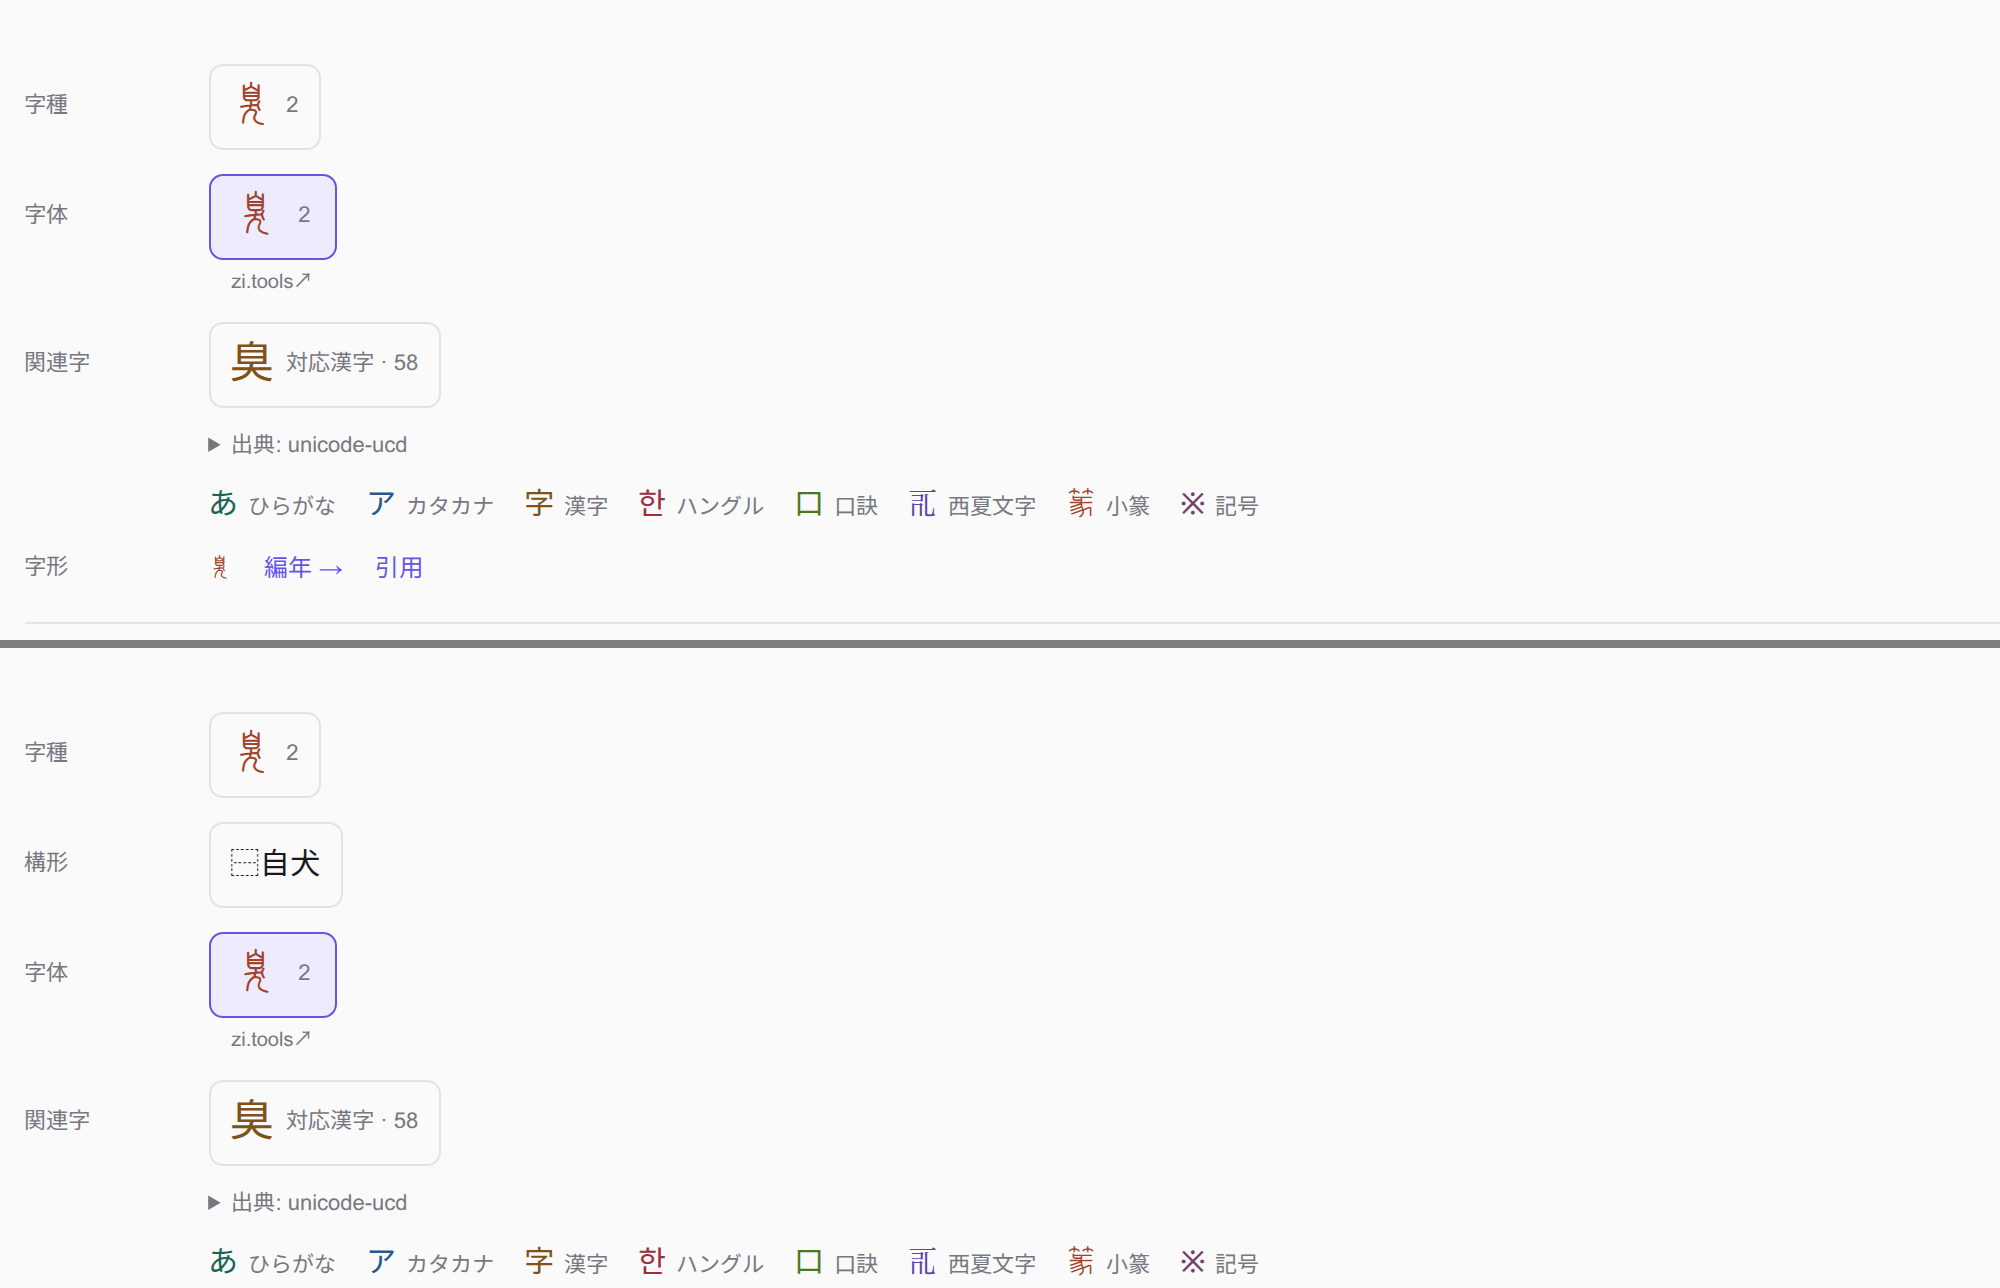 字種 2
字体 2
zi.tools↗
関連字 臭 対応漢字 · 58
▶ 出典: unicode-ucd
あ ひらがな ア カタカナ 字 漢字 한 ハングル 口 口訣 西夏文字 小篆 ※ 記号
字形 編年→ 引用
字種 2
構形 ⿱自犬
字体 2
zi.tools↗
関連字 臭 対応漢字 · 58
▶ 出典: unicode-ucd
あ ひらがな ア カタカナ 字 漢字 한 ハングル 口 口訣 西夏文字 小篆 ※ 記号